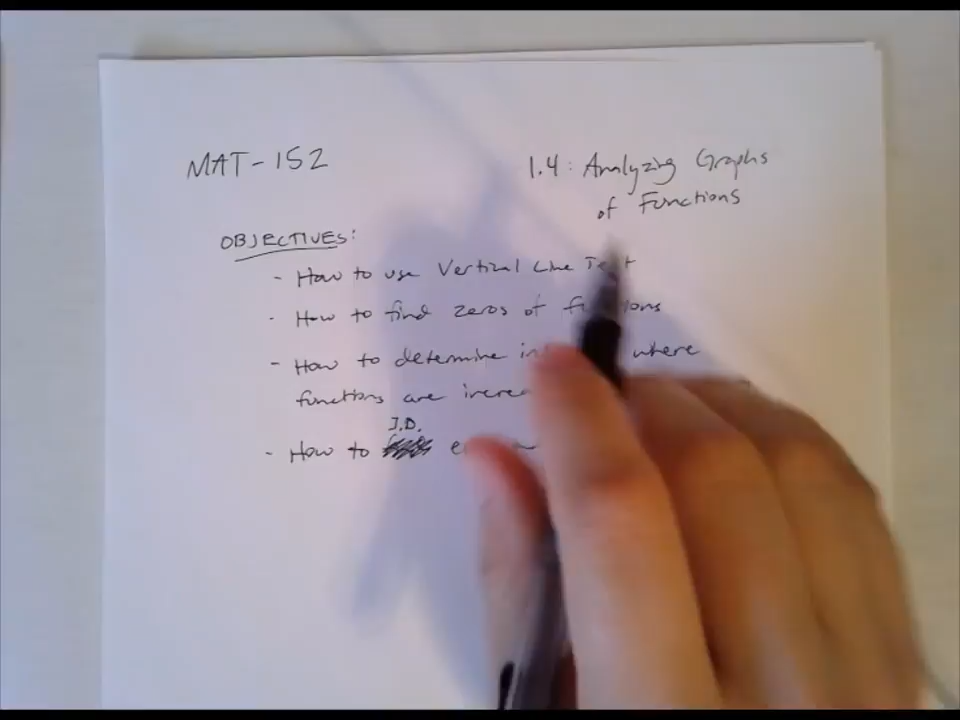 MAT-152
1.4: Analyzing Graphs
of Functions
OBJECTIVES:
- How to use Vertical Line Test
- How to find zeros of functions
- How to determine where
functions are
I.D.
- How to